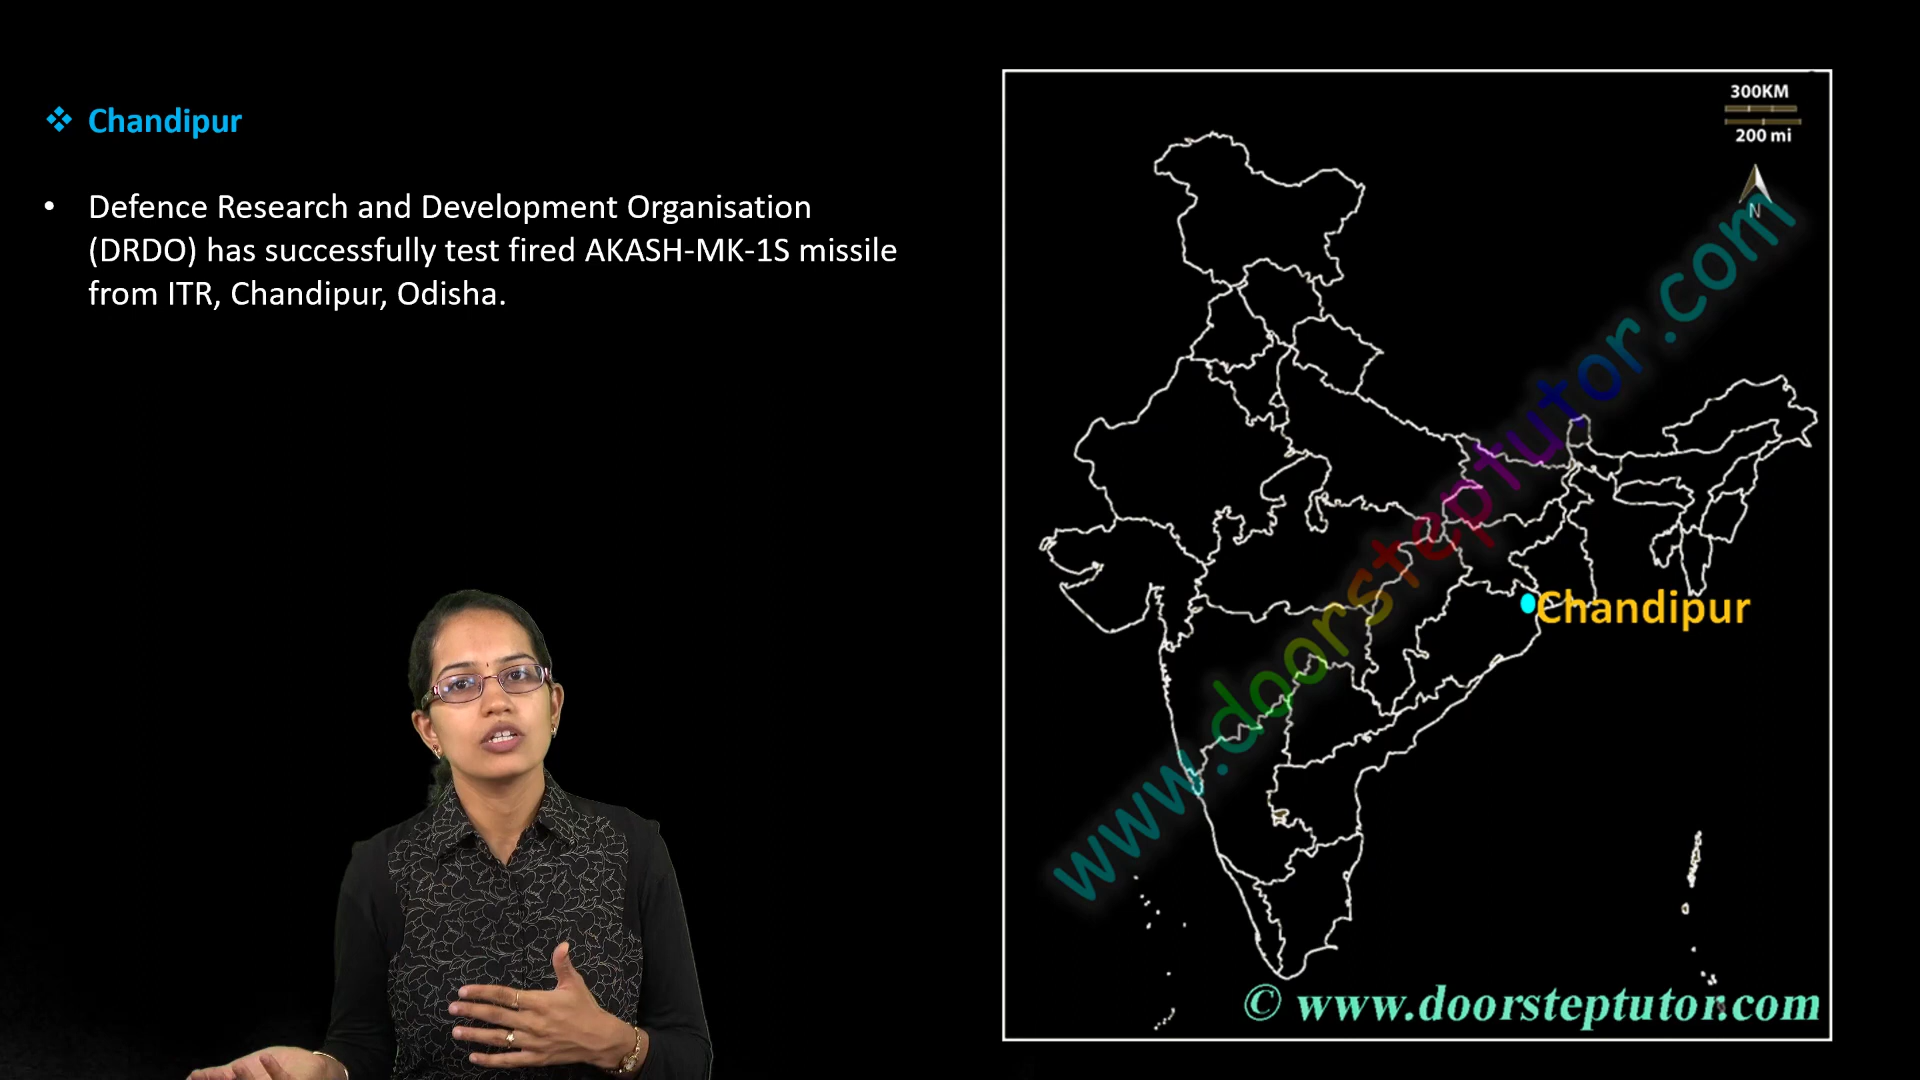 Chandipur
Defence Research and Development Organisation
(DRDO) has successfully test fired AKASH-MK-1S missile
from ITR, Chandipur, Odisha.
300KM
200 mi
N
www.doorsteptutor.com
Chandipur
© www.doorsteptutor.com